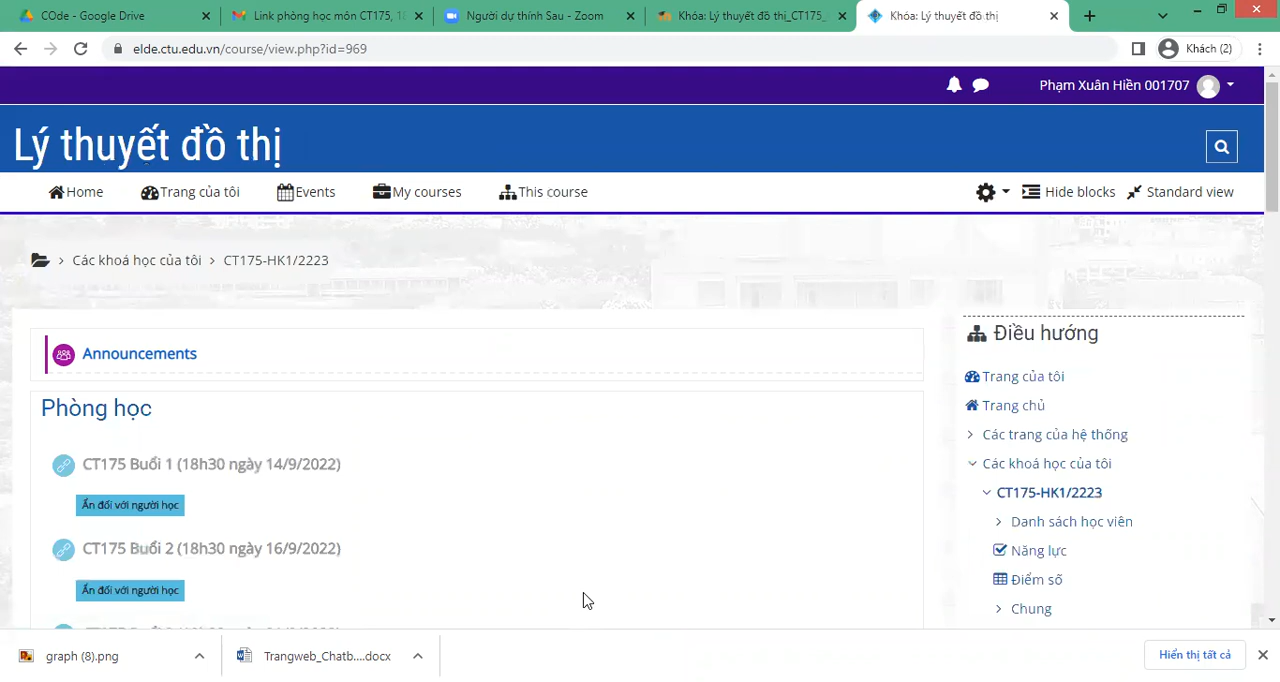 COde - Google Drive
Link phòng học môn CT175, 1
Người dự thính Sau - Zoom
Khóa: Lý thuyết đồ thị_CT175_
Khóa: Lý thuyết đồ thị
elde.ctu.edu.vn/course/view.php?id=969
Khách (2)
Phạm Xuân Hiền 001707
Lý thuyết đồ thị
Home
Trang của tôi
Events
My courses
This course
Hide blocks
Standard view
Các khoá học của tôi
CT175-HK1/2223
Announcements
Phòng học
CT175 Buổi 1 (18h30 ngày 14/9/2022)
Ẩn đối với người học
CT175 Buổi 2 (18h30 ngày 16/9/2022)
Ẩn đối với người học
Điều hướng
Trang của tôi
Trang chủ
Các trang của hệ thống
Các khoá học của tôi
CT175-HK1/2223
Danh sách học viên
Năng lực
Điểm số
Chung
graph (8).png
Trangweb_Chatb....docx
Hiển thị tất cả